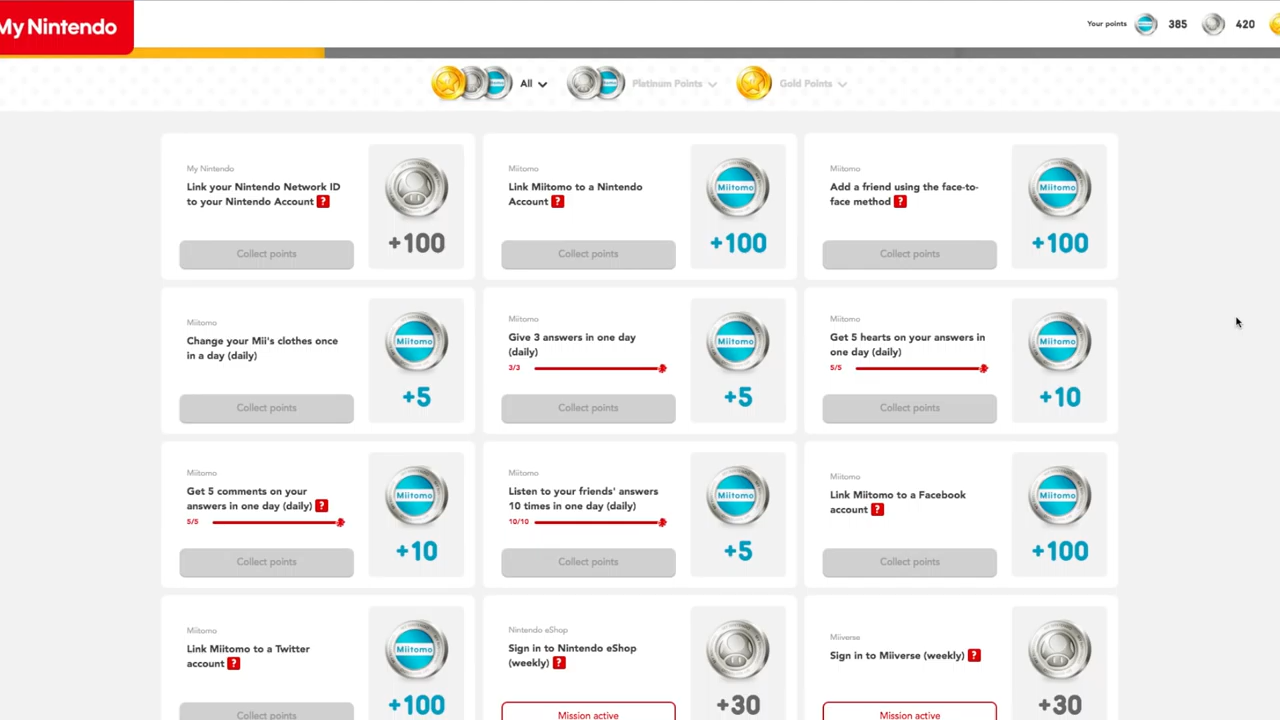 My Nintendo
Your points 385 420
All Platinum Points Gold Points
My Nintendo
Link your Nintendo Network ID
to your Nintendo Account ?
Collect points
+100
Miitomo
Link Miitomo to a Nintendo
Account ?
Collect points
Miitomo
+100
Miitomo
Add a friend using the face-to-
face method ?
Collect points
Miitomo
+100
Miitomo
Change your Mii's clothes once
in a day (daily)
Collect points
Miitomo
+5
Miitomo
Give 3 answers in one day
(daily)
3/3
Collect points
Miitomo
+5
Miitomo
Get 5 hearts on your answers in
one day (daily)
5/5
Collect points
Miitomo
+10
Miitomo
Get 5 comments on your
answers in one day (daily) ?
5/5
Collect points
Miitomo
+10
Miitomo
Listen to your friends' answers
10 times in one day (daily)
10/10
Collect points
Miitomo
+5
Miitomo
Link Miitomo to a Facebook
account ?
Collect points
Miitomo
+100
Miitomo
Link Miitomo to a Twitter
account ?
Collect points
Miitomo
+100
Nintendo eShop
Sign in to Nintendo eShop
(weekly) ?
Mission active
+30
Miiverse
Sign in to Miiverse (weekly) ?
Mission active
+30